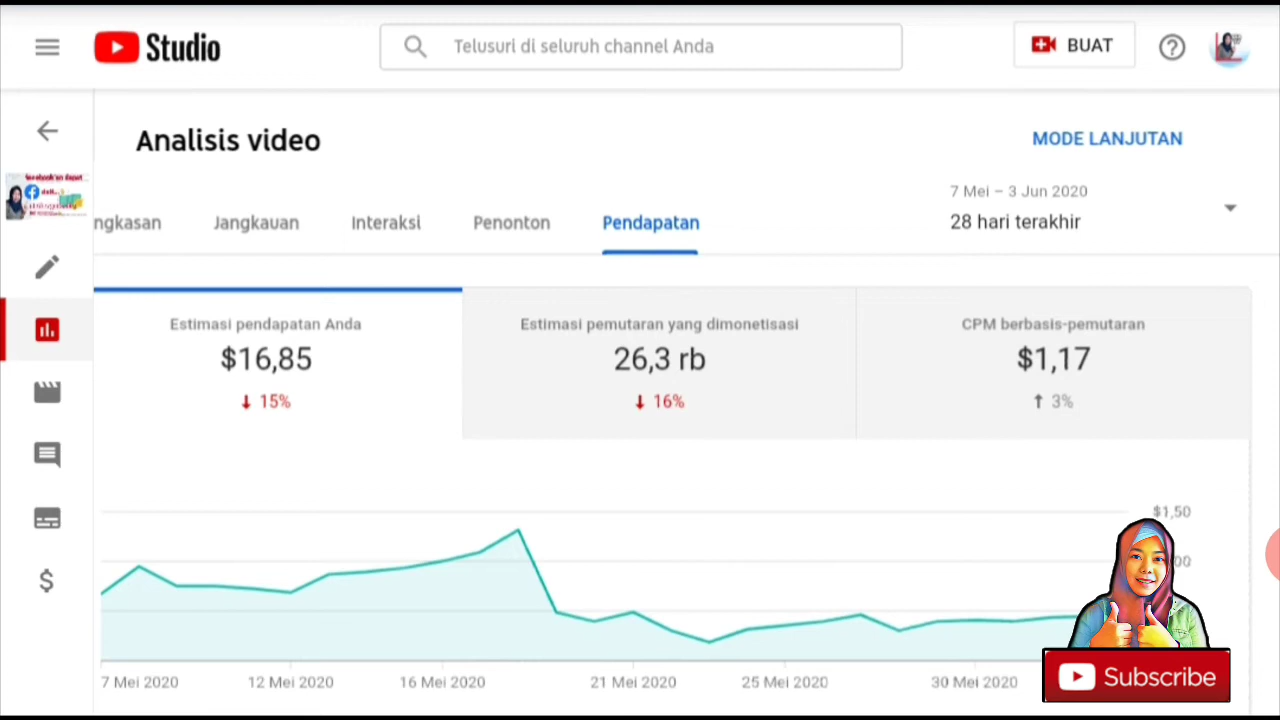 Studio
Telusuri di seluruh channel Anda
BUAT
Analisis video
MODE LANJUTAN
7 Mei – 3 Jun 2020
28 hari terakhir
ngkasan
Jangkauan
Interaksi
Penonton
Pendapatan
Estimasi pendapatan Anda
$16,85
↓ 15%
Estimasi pemutaran yang dimonetisasi
26,3 rb
↓ 16%
CPM berbasis-pemutaran
$1,17
↑ 3%
$1,50
00
7 Mei 2020
12 Mei 2020
16 Mei 2020
21 Mei 2020
25 Mei 2020
30 Mei 2020
Subscribe